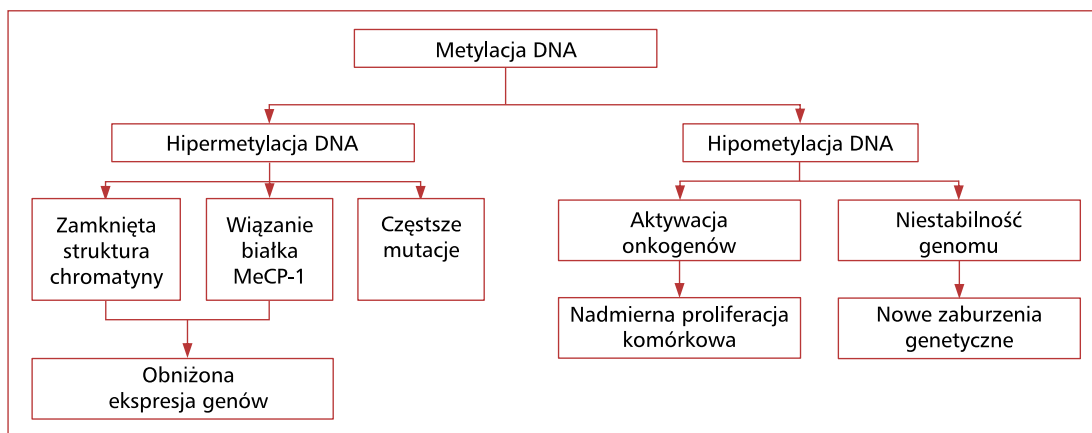 Metylacja DNA
Hipermetylacja DNA
Hipometylacja DNA
Zamknięta
struktura
chromatyny
Wiązanie
białka
MeCP-1
Częstsze
mutacje
Aktywacja
onkogenów
Niestabilność
genomu
Obniżona
ekspresja genów
Nadmierna proliferacja
komórkowa
Nowe zaburzenia
genetyczne